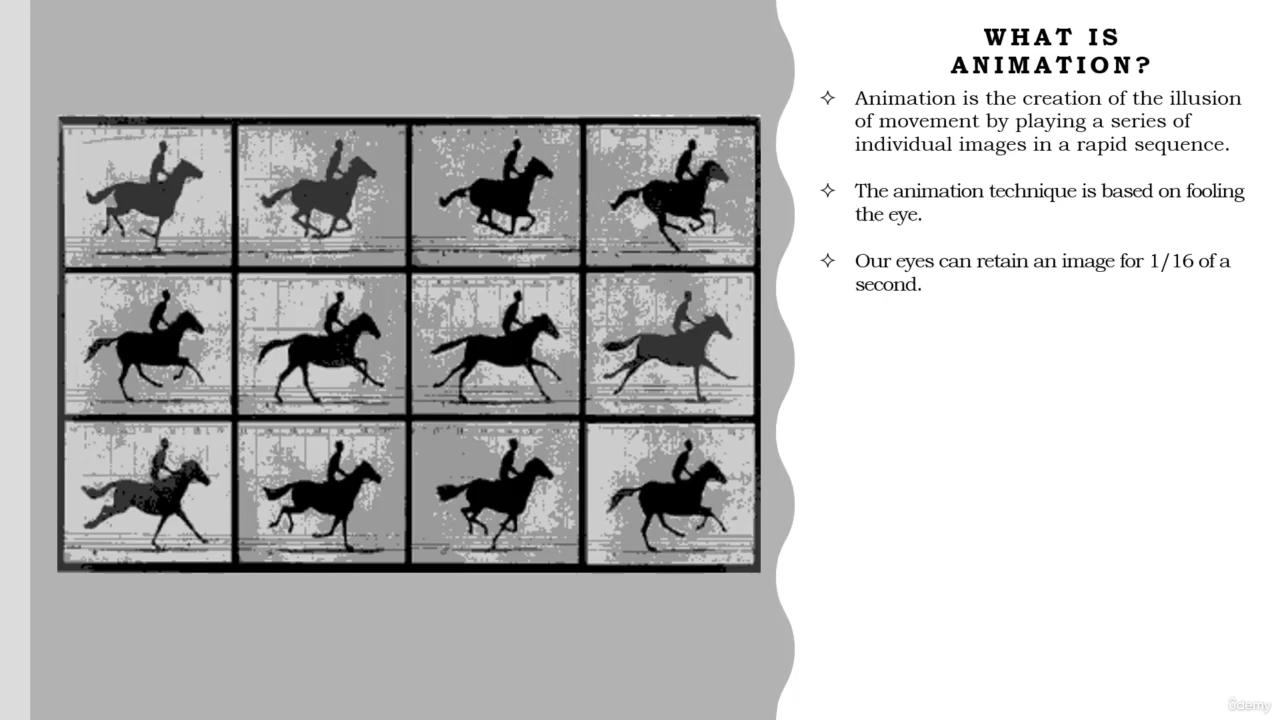 WHAT IS
ANIMATION?
✧ Animation is the creation of the illusion
of movement by playing a series of
individual images in a rapid sequence.
✧ The animation technique is based on fooling
the eye.
✧ Our eyes can retain an image for 1/16 of a
second.
ûdemy